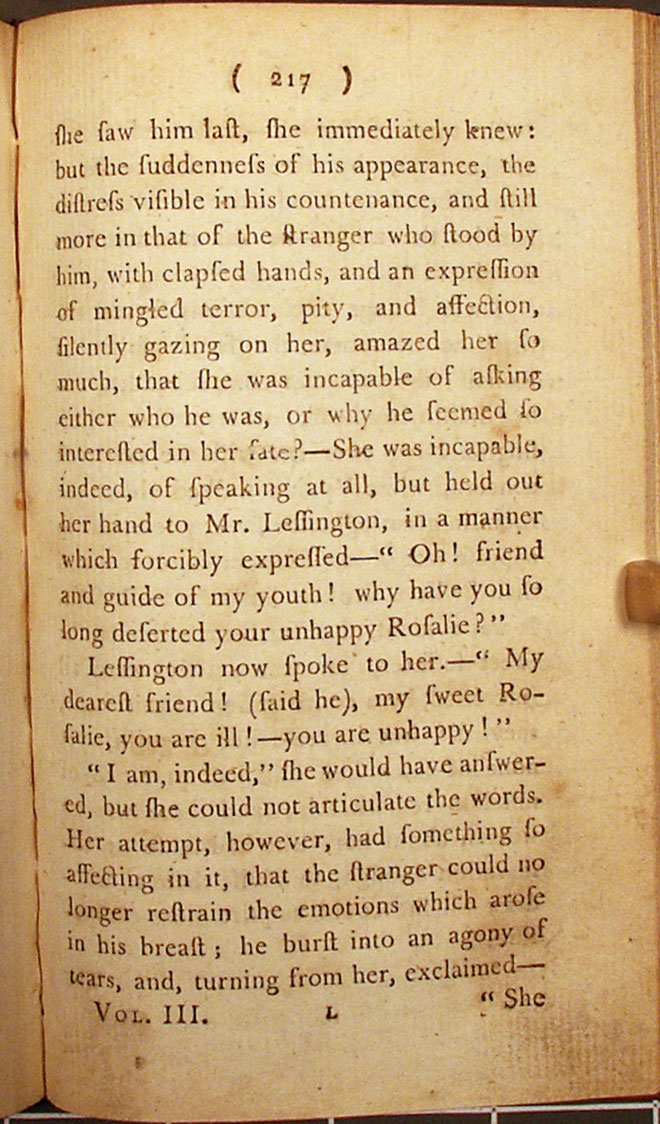 ( 217 )
ſhe ſaw him laſt, ſhe immediately knew:
but the ſuddenneſs of his appearance, the
diſtreſs viſible in his countenance, and ſtill
more in that of the ſtranger who ſtood by
him, with claſped hands, and an expreſſion
of mingled terror, pity, and affection,
ſilently gazing on her, amazed her ſo
much, that ſhe was incapable of aſking
either who he was, or why he ſeemed ſo
intereſted in her fate?—She was incapable,
indeed, of ſpeaking at all, but held out
her hand to Mr. Leſſington, in a manner
which forcibly expreſſed—“ Oh! friend
and guide of my youth! why have you ſo
long deſerted your unhappy Roſalie?”
Leſſington now ſpoke to her.—“ My
deareſt friend! (ſaid he), my ſweet Ro-
ſalie, you are ill!—you are unhappy!”
“ I am, indeed,” ſhe would have anſwer-
ed, but ſhe could not articulate the words.
Her attempt, however, had ſomething ſo
affecting in it, that the ſtranger could no
longer reſtrain the emotions which aroſe
in his breaſt; he burſt into an agony of
tears, and, turning from her, exclaimed—
“ She
VOL. III. L